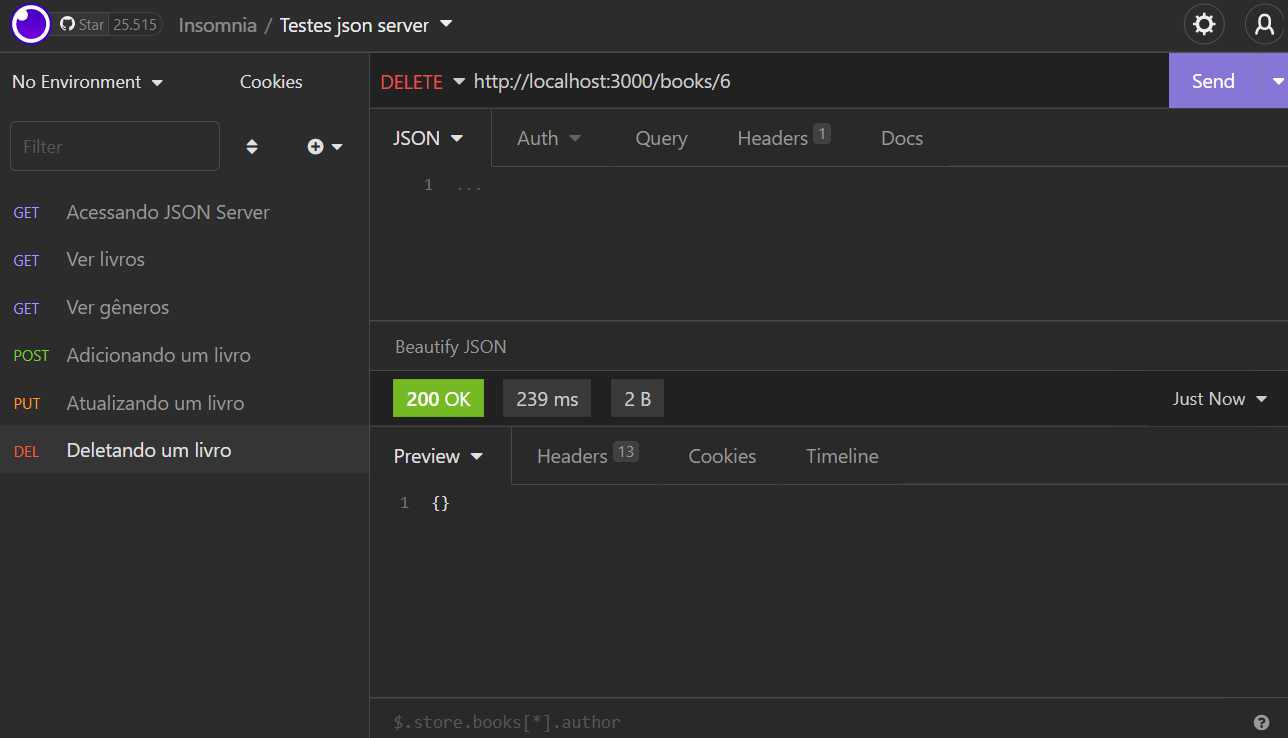 Star 25.515 Insomnia / Testes json server
No Environment Cookies
DELETE http://localhost:3000/books/6 Send
Filter
JSON Auth Query Headers 1 Docs
1 ...
GET Acessando JSON Server
GET Ver livros
GET Ver gêneros
POST Adicionando um livro
PUT Atualizando um livro
DEL Deletando um livro
Beautify JSON
200 OK 239 ms 2 B Just Now
Preview Headers 13 Cookies Timeline
1 {}
$.store.books[*].author ?